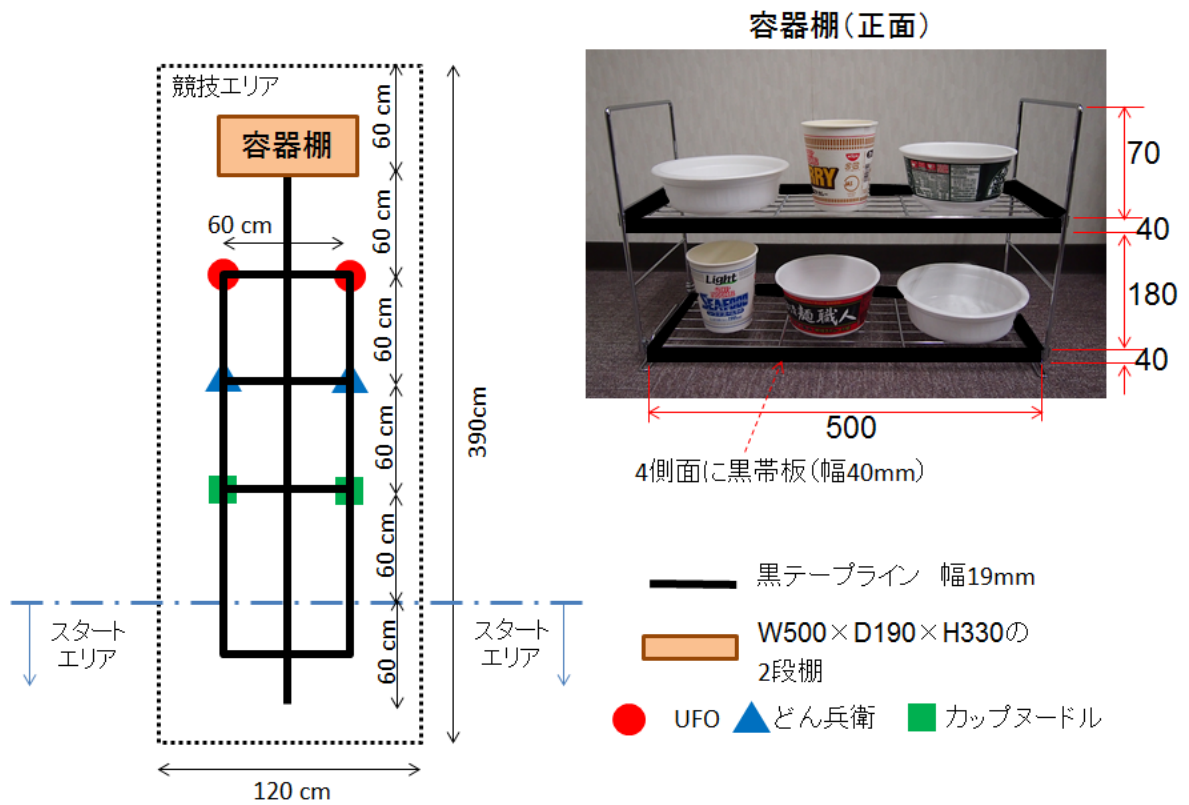 容器棚（正面）
競技エリア
容器棚
60 cm
60 cm
60 cm
60 cm
60 cm
60 cm
60 cm
390cm
120 cm
スタート
エリア
スタート
エリア
70
40
180
40
500
CURRY
Light
SEAFOOD
麺職人
4側面に黒帯板（幅40mm）
黒テープライン　幅19mm
W500×D190×H330の
2段棚
UFO
どん兵衛
カップヌードル